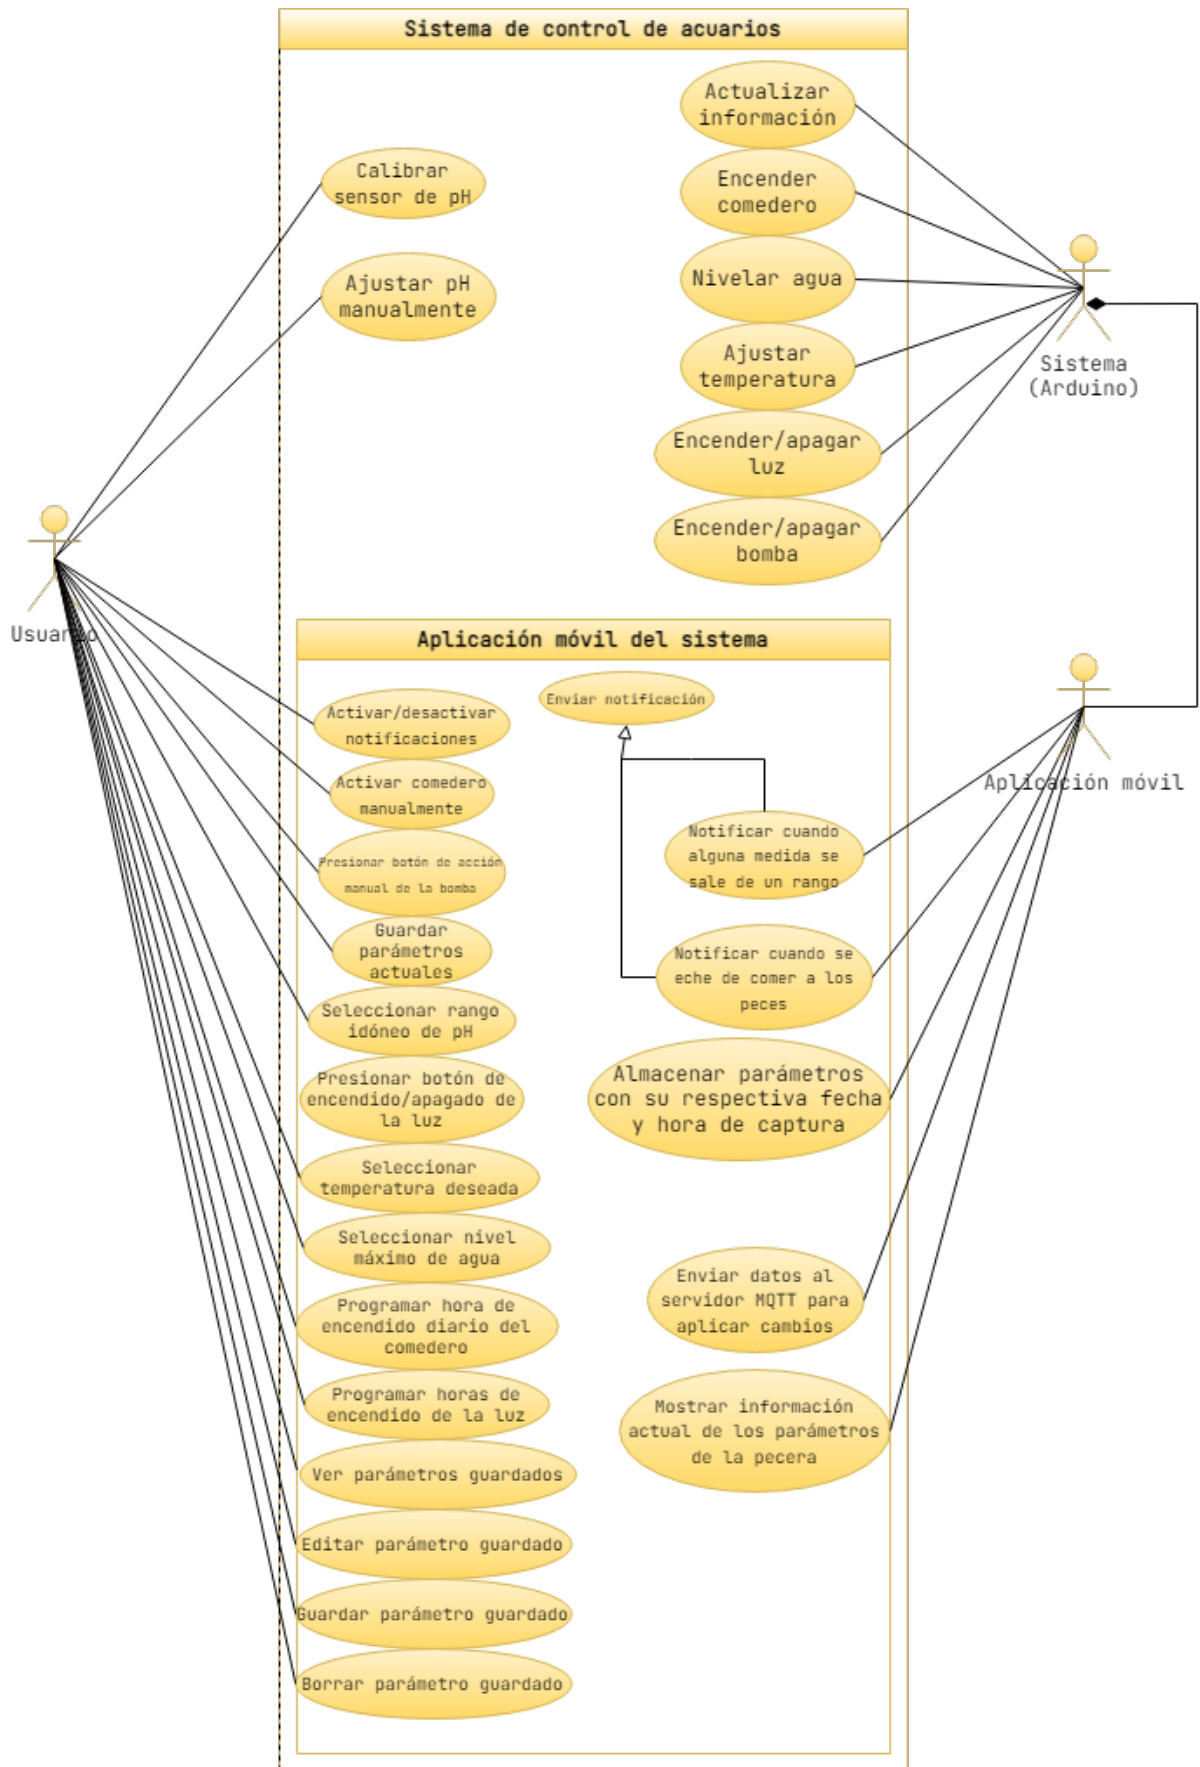 Sistema de control de acuarios
Actualizar
información
Calibrar
sensor de pH
Encender
comedero
Ajustar pH
manualmente
Nivelar agua
Ajustar
temperatura
Sistema
(Arduino)
Encender/apagar
luz
Encender/apagar
bomba
Usuario
Aplicación móvil del sistema
Enviar notificación
Activar/desactivar
notificaciones
Activar comedero
manualmente
Aplicación móvil
Notificar cuando
alguna medida se
sale de un rango
Presionar botón de acción
manual de la bomba
Guardar
parámetros
actuales
Notificar cuando se
eche de comer a los
peces
Seleccionar rango
idóneo de pH
Presionar botón de
encendido/apagado de
la luz
Almacenar parámetros
con su respectiva fecha
y hora de captura
Seleccionar
temperatura deseada
Seleccionar nivel
máximo de agua
Enviar datos al
servidor MQTT para
aplicar cambios
Programar hora de
encendido diario del
comedero
Programar horas de
encendido de la luz
Mostrar información
actual de los parámetros
de la pecera
Ver parámetros guardados
Editar parámetro guardado
Guardar parámetro guardado
Borrar parámetro guardado